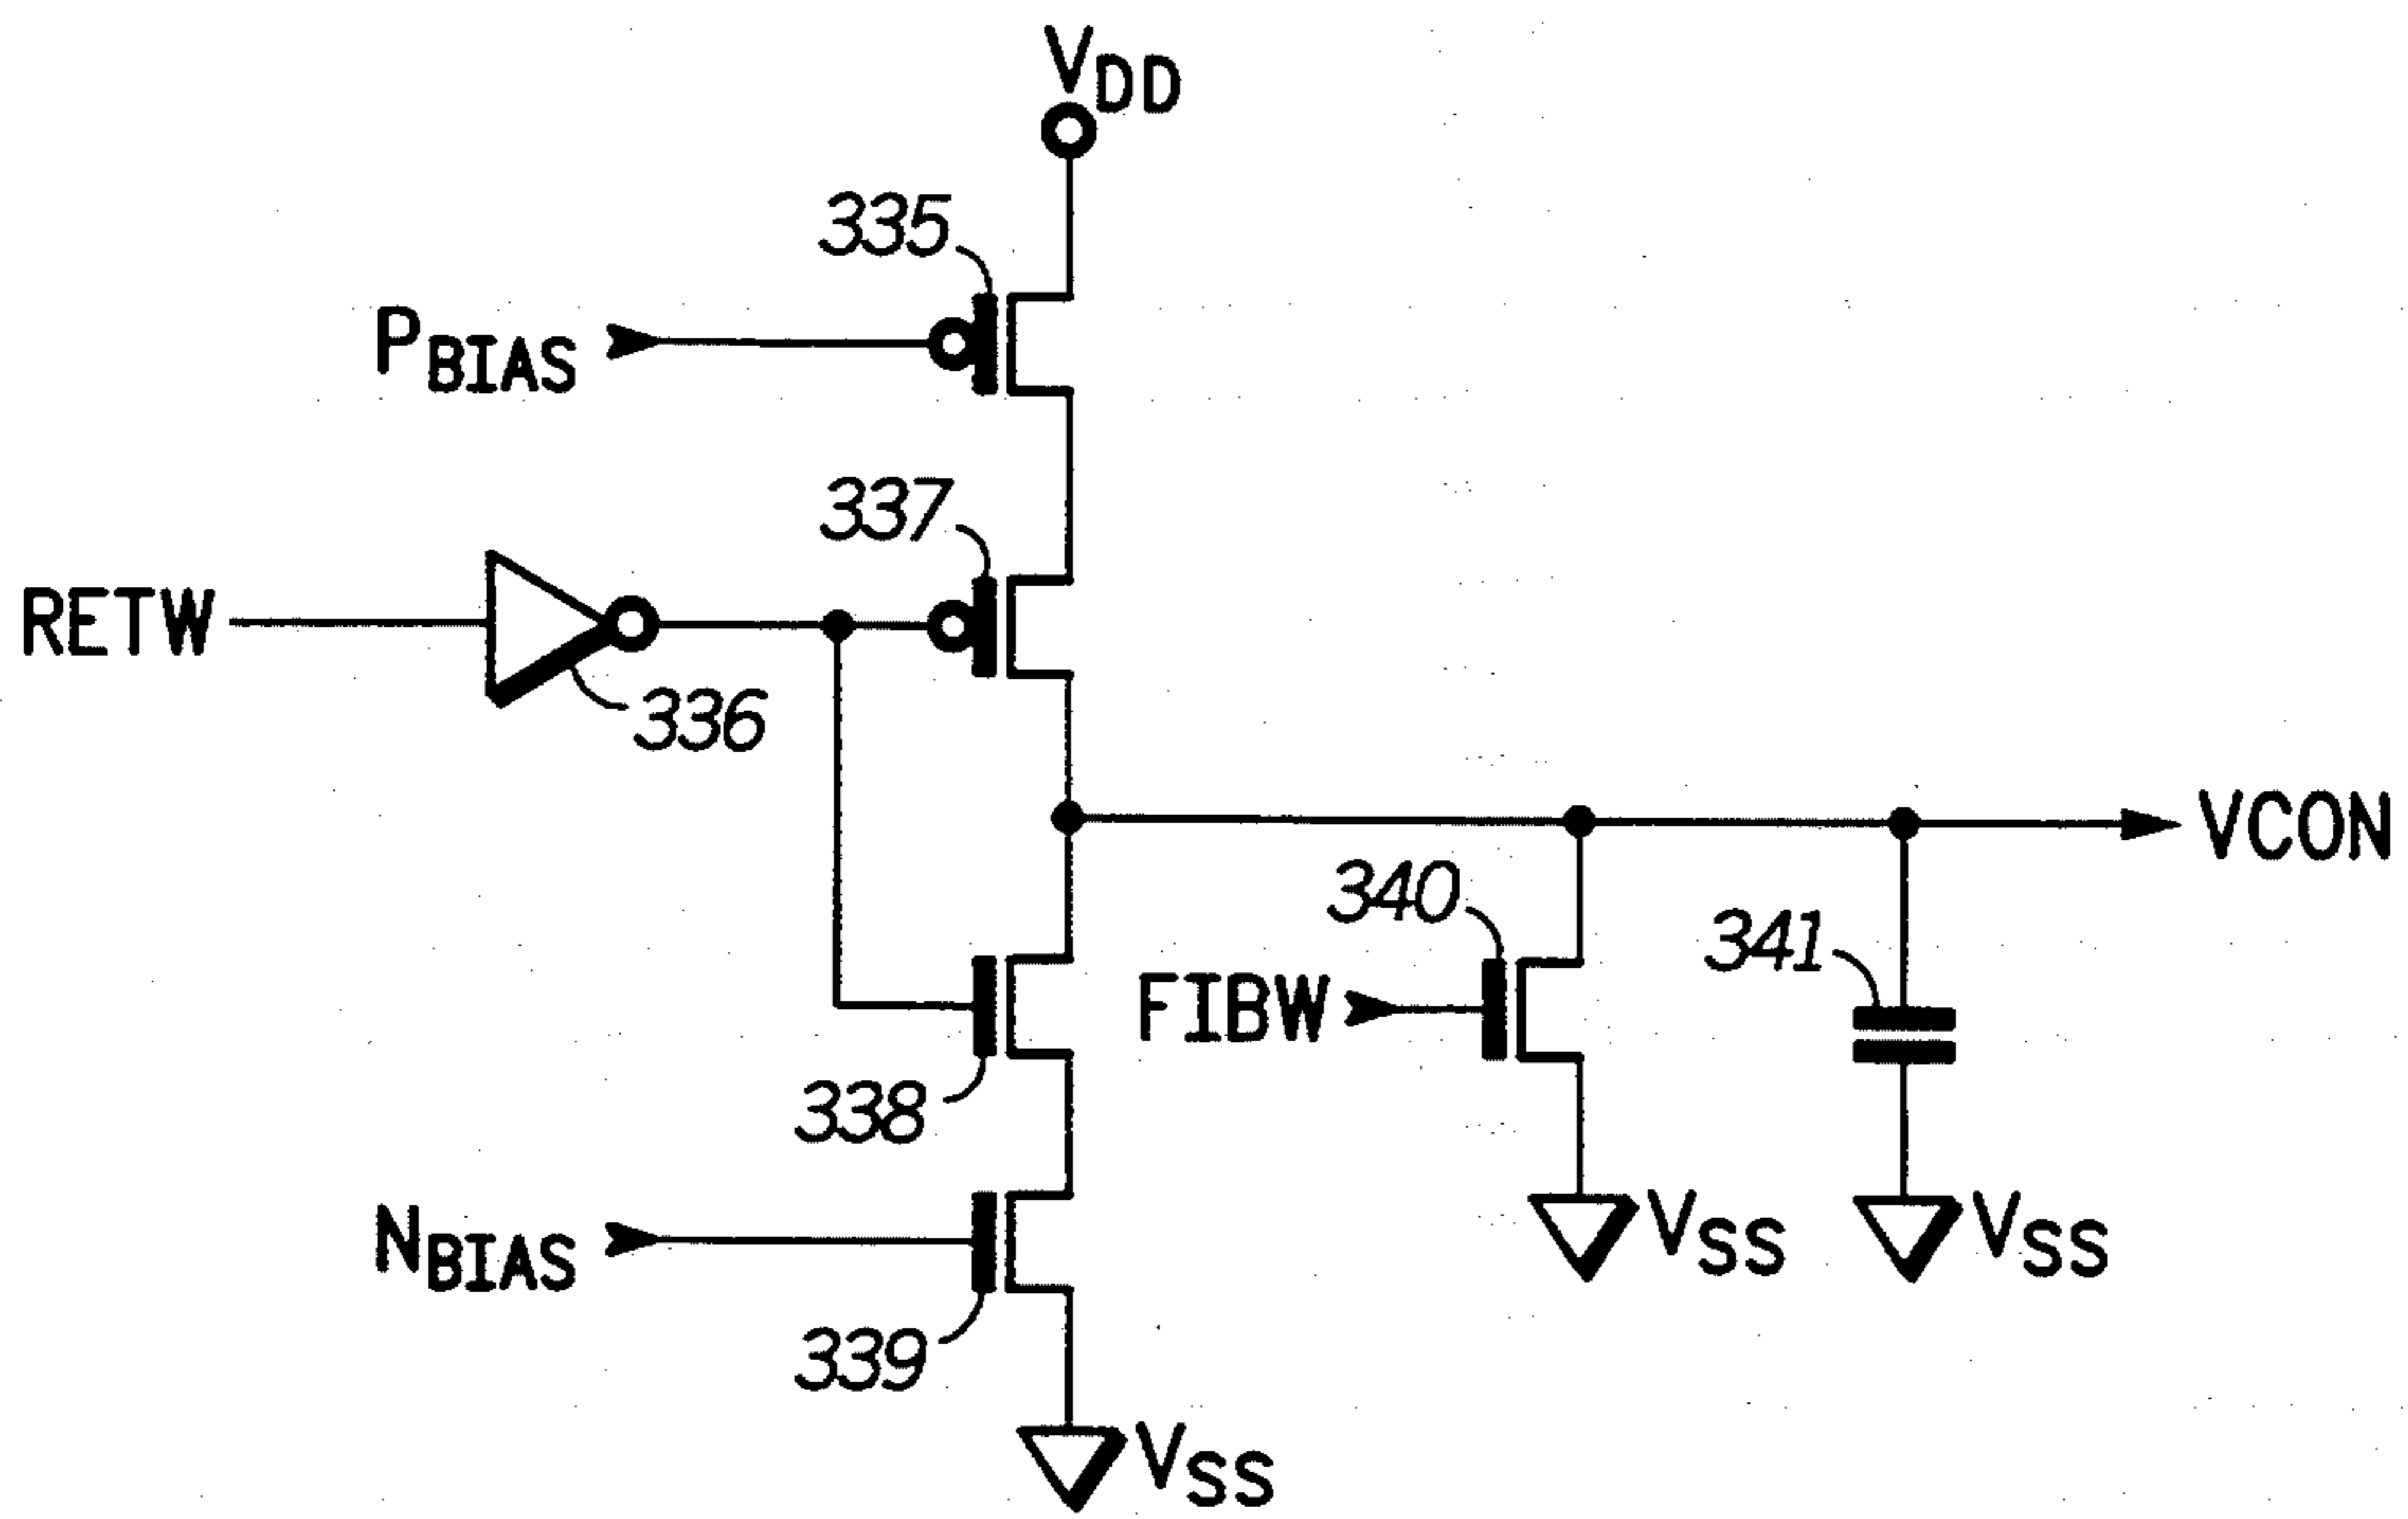 VDD
335
PBIAS
337
RETW
336
VCON
340
341
FIBW
338
VSS
VSS
NBIAS
339
VSS